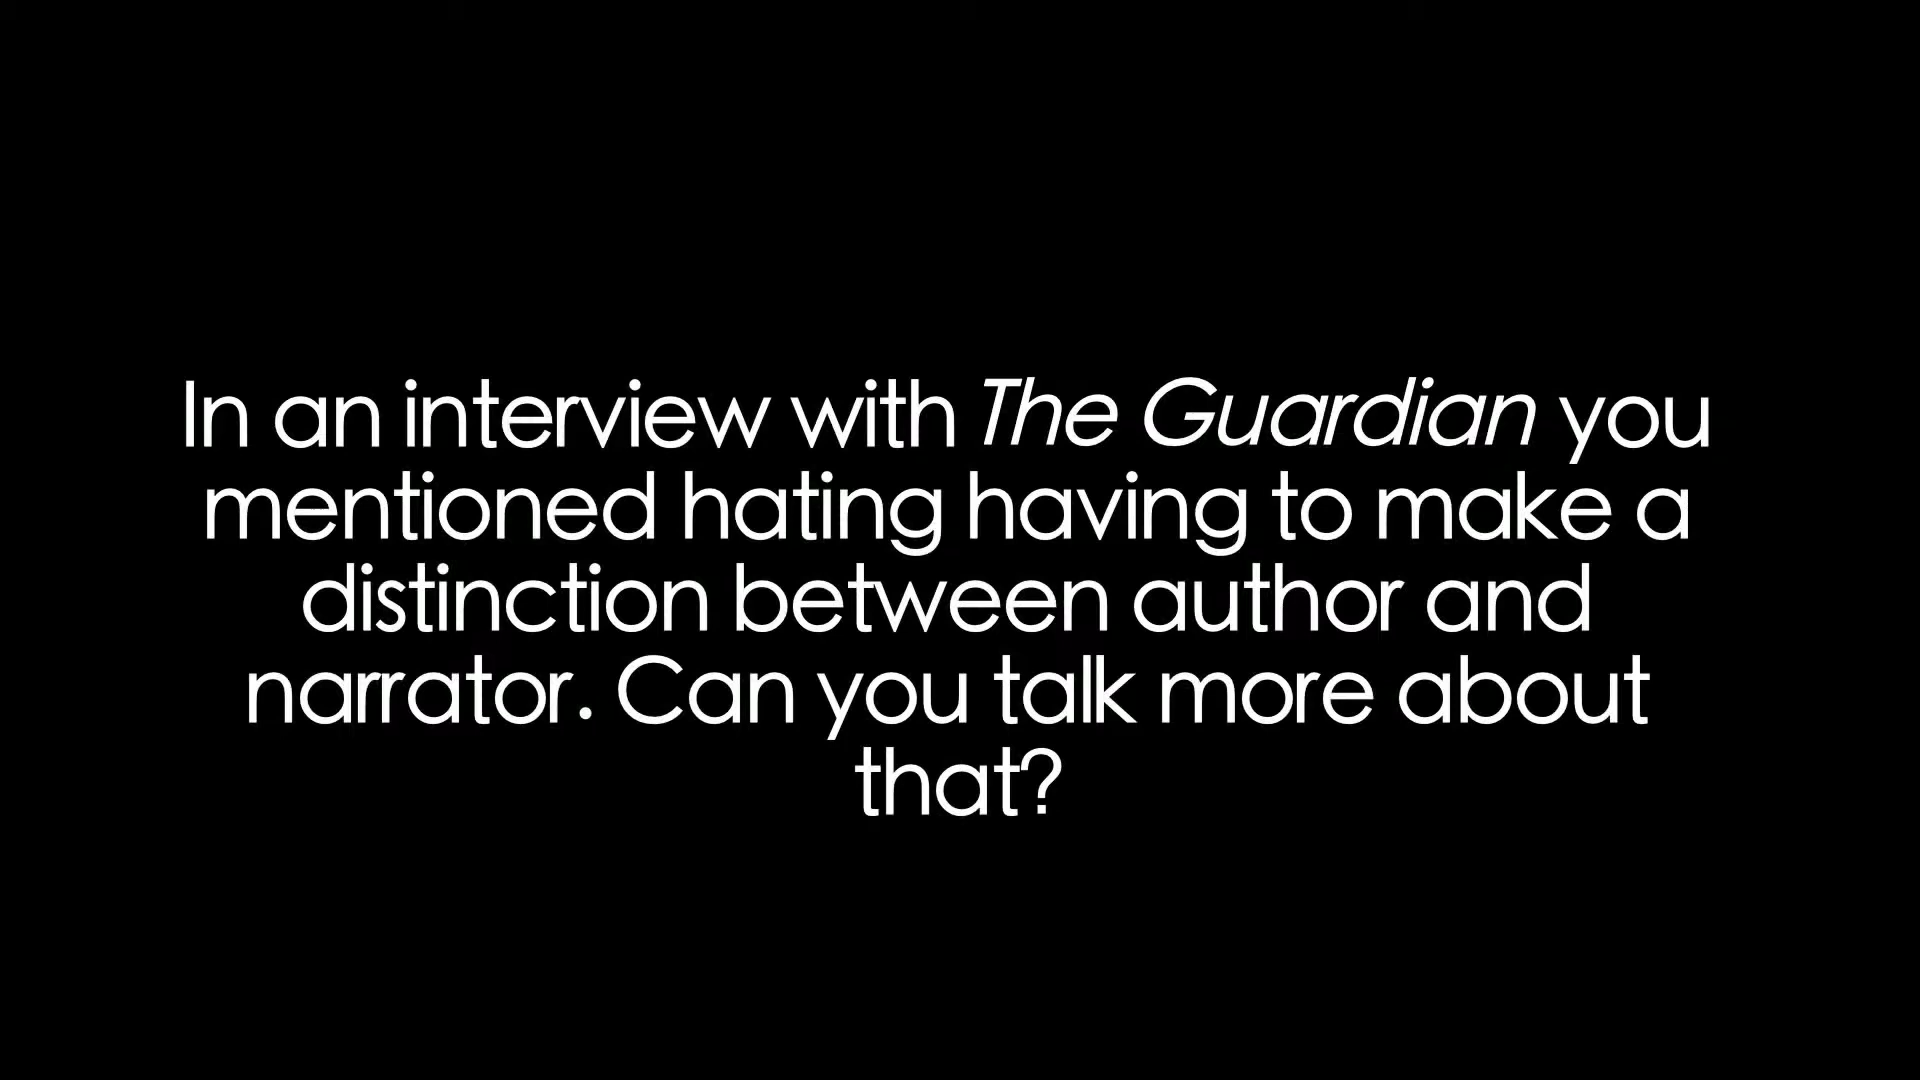 In an interview with The Guardian you
mentioned hating having to make a
distinction between author and
narrator. Can you talk more about
that?